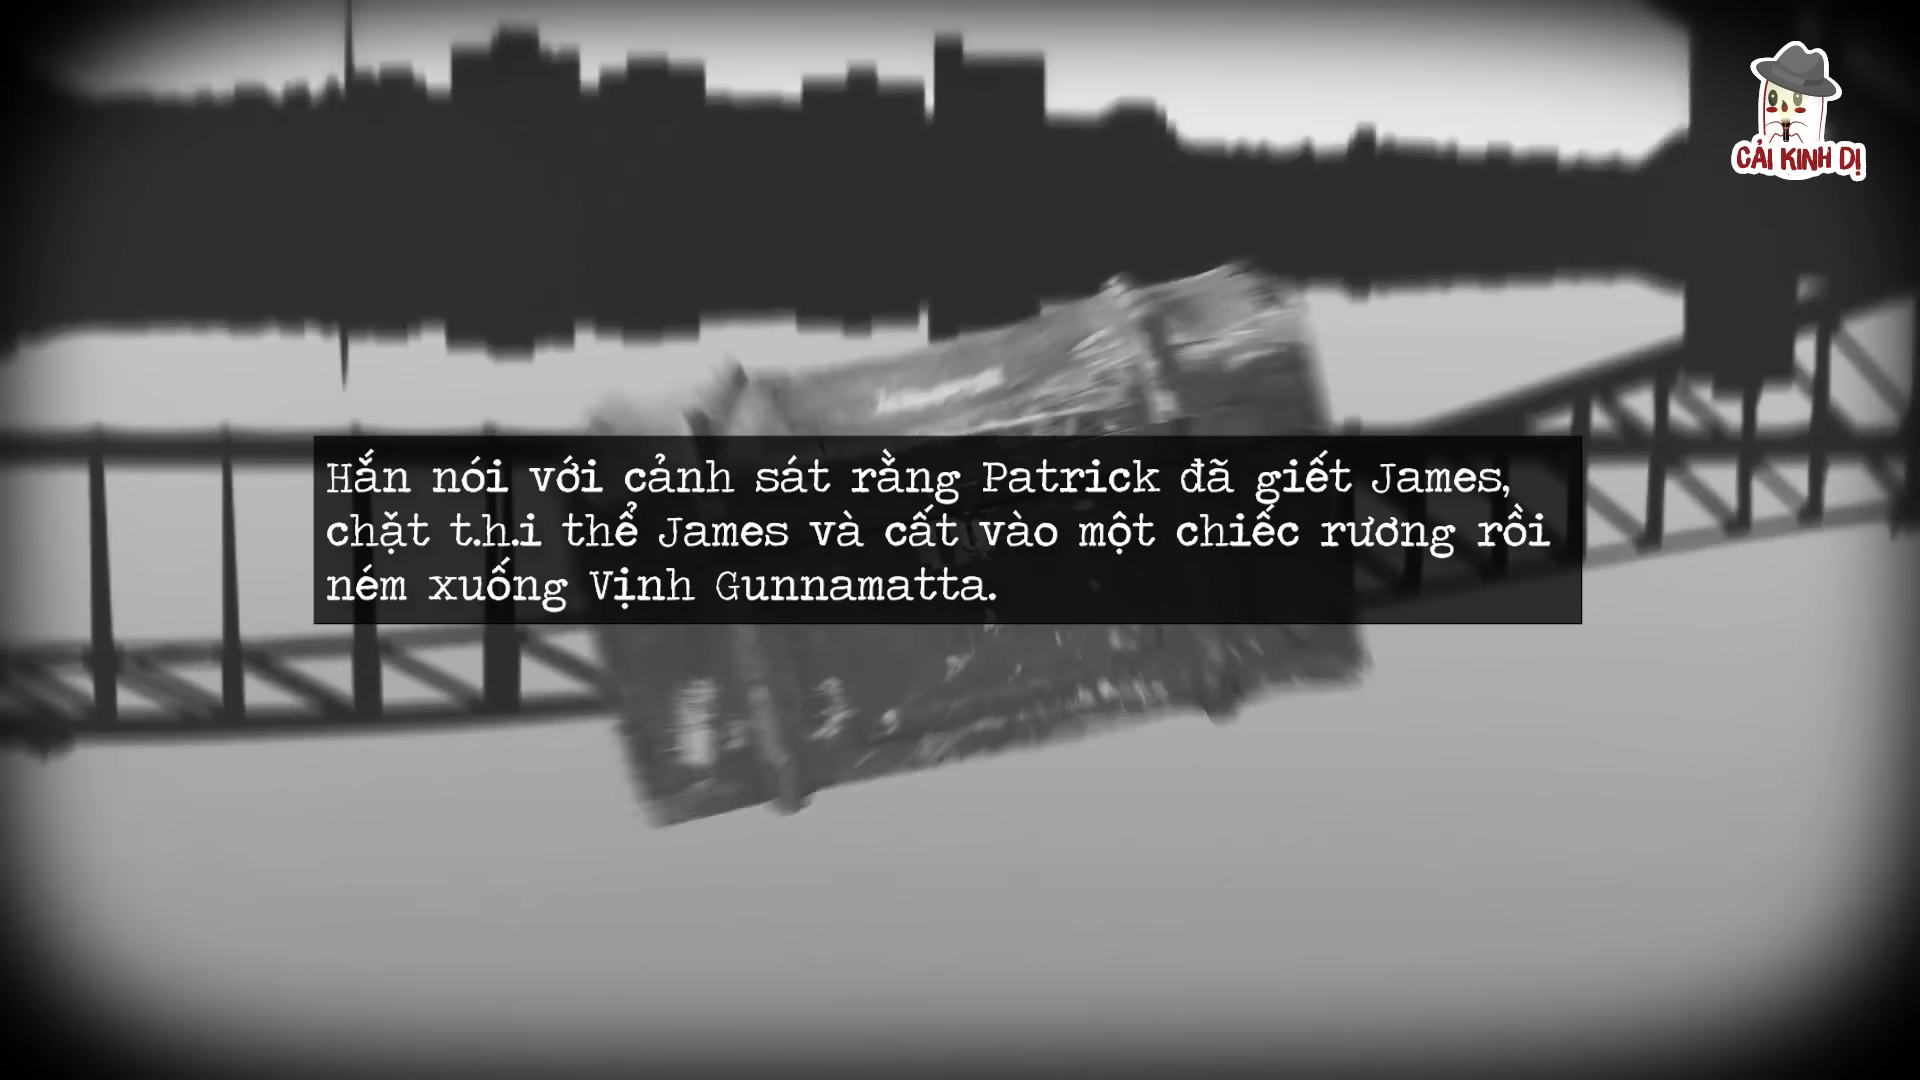 CẢI KINH DỊ
Hắn nói với cảnh sát rằng Patrick đã giết James,
chặt t.h.i thể James và cất vào một chiếc rương rồi
ném xuống Vịnh Gunnamatta.